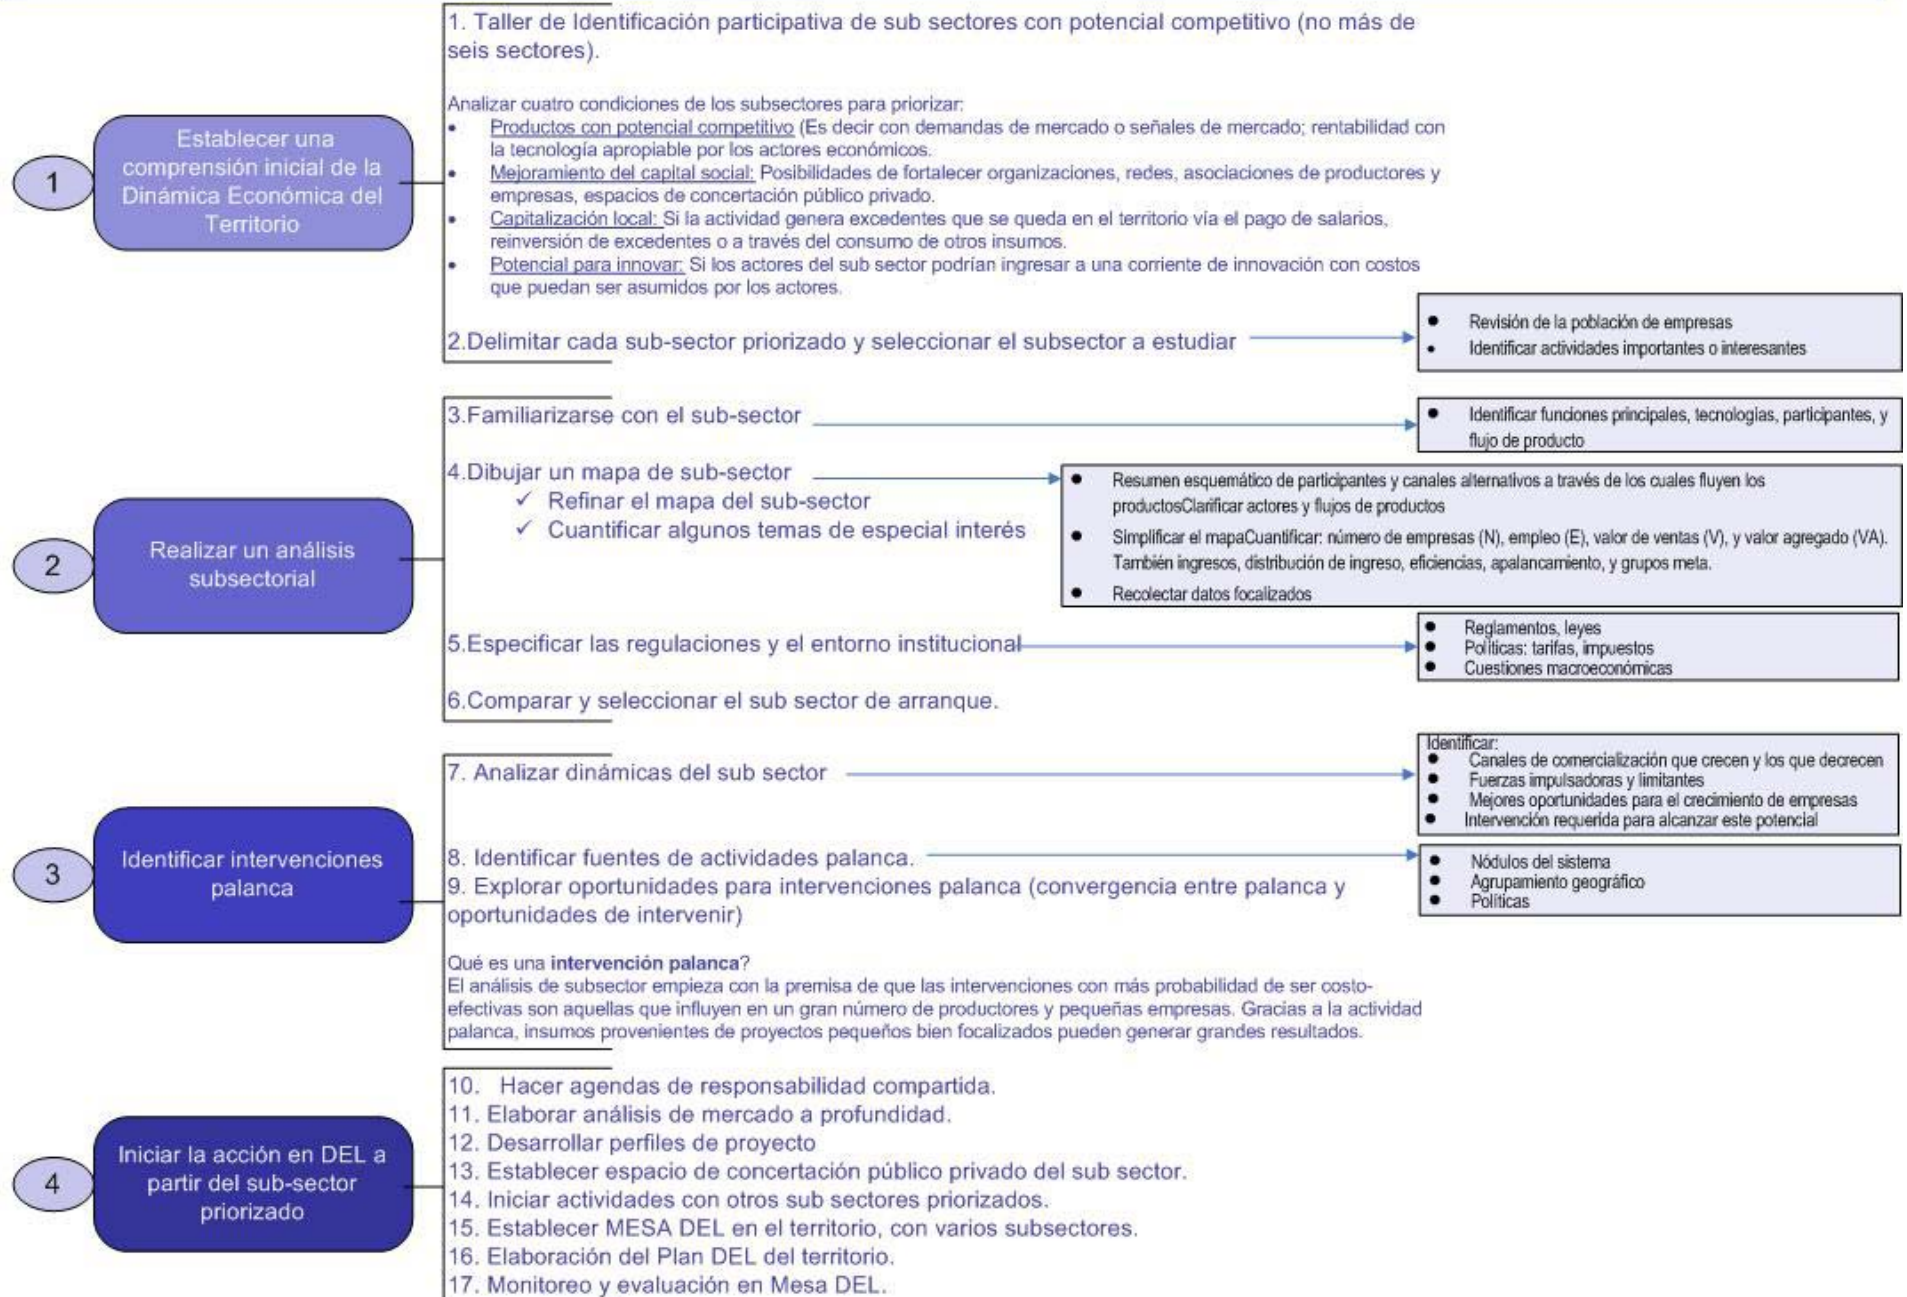 1
Establecer una
comprensión inicial de la
Dinámica Económica del
Territorio
1. Taller de Identificación participativa de sub sectores con potencial competitivo (no más de
seis sectores).
Analizar cuatro condiciones de los subsectores para priorizar:
• Productos con potencial competitivo (Es decir con demandas de mercado o señales de mercado; rentabilidad con
la tecnología apropiable por los actores económicos.
• Mejoramiento del capital social: Posibilidades de fortalecer organizaciones, redes, asociaciones de productores y
empresas, espacios de concertación público privado.
• Capitalización local: Si la actividad genera excedentes que se queda en el territorio vía el pago de salarios,
reinversión de excedentes o a través del consumo de otros insumos.
• Potencial para innovar: Si los actores del sub sector podrían ingresar a una corriente de innovación con costos
que puedan ser asumidos por los actores.
2.Delimitar cada sub-sector priorizado y seleccionar el subsector a estudiar
• Revisión de la población de empresas
• Identificar actividades importantes o interesantes
2
Realizar un análisis
subsectorial
3.Familiarizarse con el sub-sector
• Identificar funciones principales, tecnologías, participantes, y
flujo de producto
4.Dibujar un mapa de sub-sector
✓ Refinar el mapa del sub-sector
✓ Cuantificar algunos temas de especial interés
• Resumen esquemático de participantes y canales alternativos a través de los cuales fluyen los
productosClarificar actores y flujos de productos
• Simplificar el mapaCuantificar: número de empresas (N), empleo (E), valor de ventas (V), y valor agregado (VA).
También ingresos, distribución de ingreso, eficiencias, apalancamiento, y grupos meta.
• Recolectar datos focalizados
5.Especificar las regulaciones y el entorno institucional
• Reglamentos, leyes
• Políticas: tarifas, impuestos
• Cuestiones macroeconómicas
6.Comparar y seleccionar el sub sector de arranque.
3
Identificar intervenciones
palanca
7. Analizar dinámicas del sub sector
Identificar:
• Canales de comercialización que crecen y los que decrecen
• Fuerzas impulsadoras y limitantes
• Mejores oportunidades para el crecimiento de empresas
• Intervención requerida para alcanzar este potencial
8. Identificar fuentes de actividades palanca.
• Nódulos del sistema
• Agrupamiento geográfico
• Políticas
9. Explorar oportunidades para intervenciones palanca (convergencia entre palanca y
oportunidades de intervenir)
Qué es una intervención palanca?
El análisis de subsector empieza con la premisa de que las intervenciones con más probabilidad de ser costo-
efectivas son aquellas que influyen en un gran número de productores y pequeñas empresas. Gracias a la actividad
palanca, insumos provenientes de proyectos pequeños bien focalizados pueden generar grandes resultados.
4
Iniciar la acción en DEL a
partir del sub-sector
priorizado
10. Hacer agendas de responsabilidad compartida.
11. Elaborar análisis de mercado a profundidad.
12. Desarrollar perfiles de proyecto
13. Establecer espacio de concertación público privado del sub sector.
14. Iniciar actividades con otros sub sectores priorizados.
15. Establecer MESA DEL en el territorio, con varios subsectores.
16. Elaboración del Plan DEL del territorio.
17. Monitoreo y evaluación en Mesa DEL.